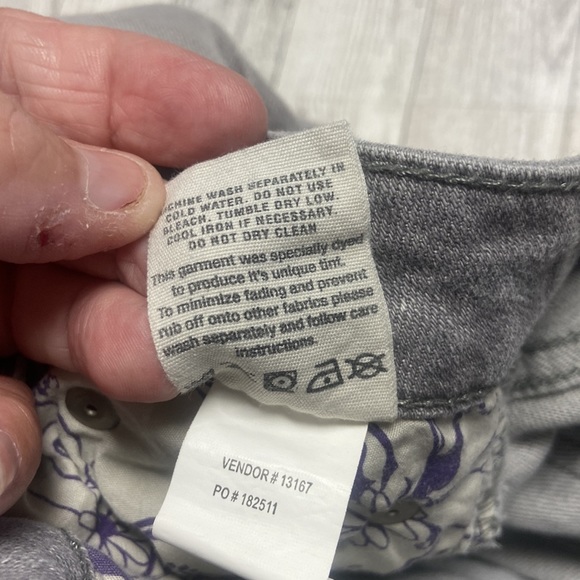 MACHINE WASH SEPARATELY IN
COLD WATER. DO NOT USE
BLEACH. TUMBLE DRY LOW.
COOL IRON IF NECESSARY.
DO NOT DRY CLEAN
This garment was specially dyed
to produce it's unique tint.
To minimize fading and prevent
rub off onto other fabrics please
wash separately and follow care
instructions.
VENDOR # 13167
PO # 182511